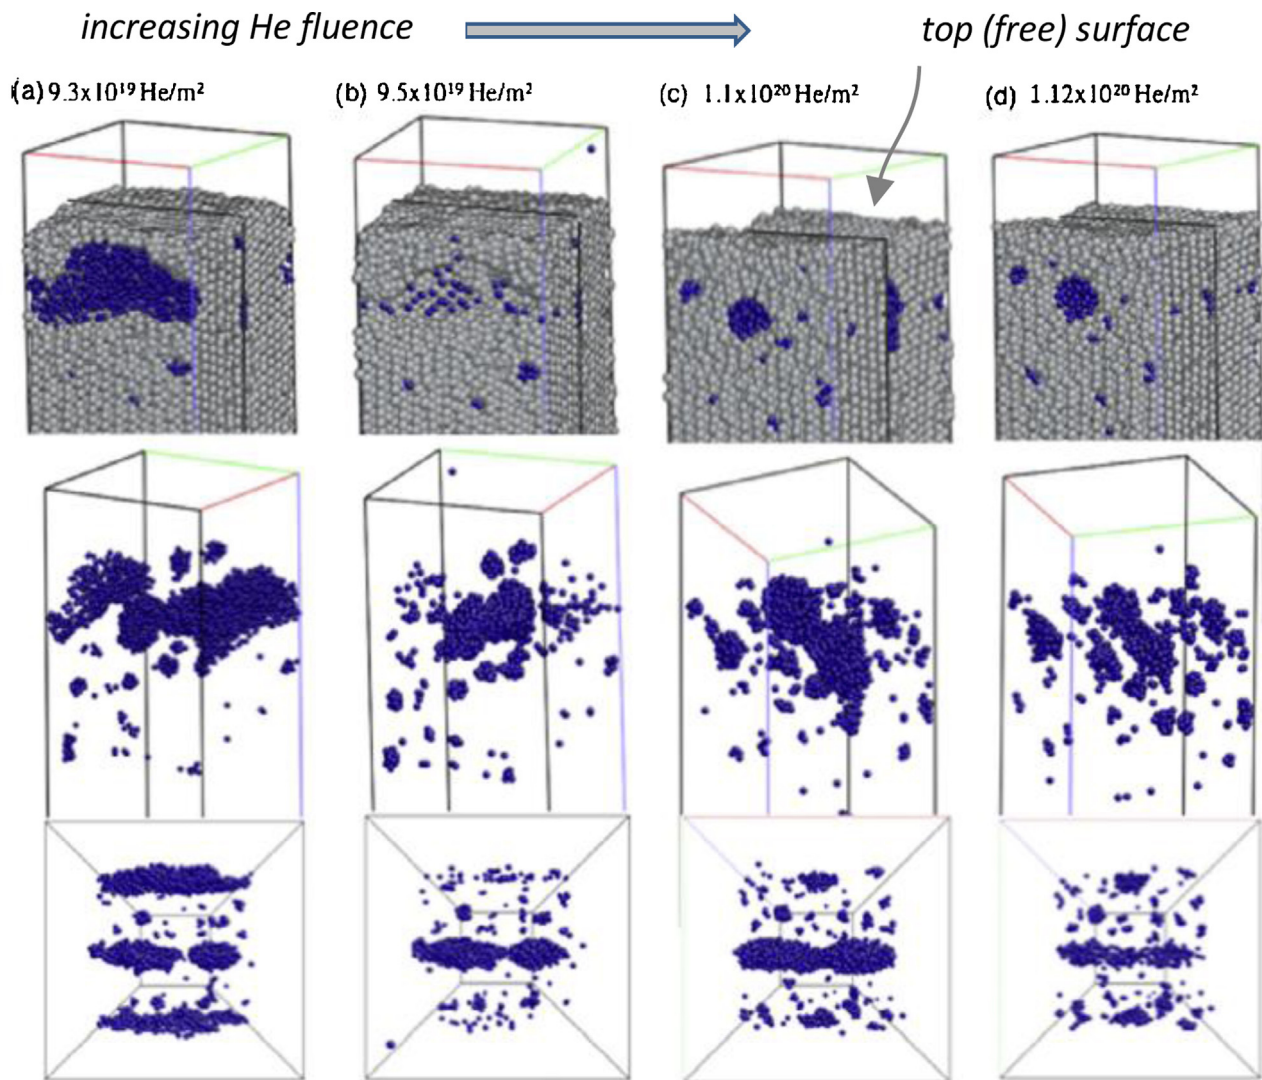 increasing He fluence
top (free) surface
(a) 9.3x10¹⁹ He/m²
(b) 9.5x10¹⁹ He/m²
(c) 1.1x10²⁰ He/m²
(d) 1.12x10²⁰ He/m²